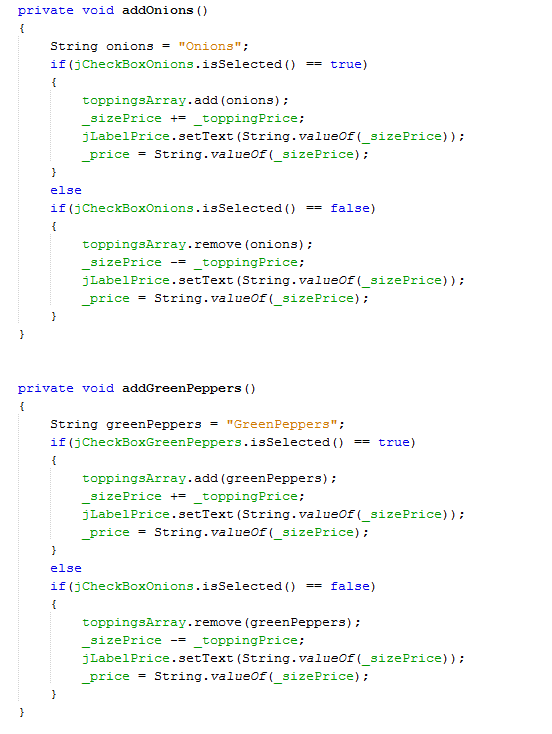 private void addOnions()
{
String onions = "Onions";
if(jCheckBoxOnions.isSelected() == true)
{
toppingsArray.add(onions);
_sizePrice += _toppingPrice;
jLabelPrice.setText(String.valueOf(_sizePrice));
_price = String.valueOf(_sizePrice);
}
else
if(jCheckBoxOnions.isSelected() == false)
{
toppingsArray.remove(onions);
_sizePrice -= _toppingPrice;
jLabelPrice.setText(String.valueOf(_sizePrice));
_price = String.valueOf(_sizePrice);
}
}
private void addGreenPeppers()
{
String greenPeppers = "GreenPeppers";
if(jCheckBoxGreenPeppers.isSelected() == true)
{
toppingsArray.add(greenPeppers);
_sizePrice += _toppingPrice;
jLabelPrice.setText(String.valueOf(_sizePrice));
_price = String.valueOf(_sizePrice);
}
else
if(jCheckBoxOnions.isSelected() == false)
{
toppingsArray.remove(greenPeppers);
_sizePrice -= _toppingPrice;
jLabelPrice.setText(String.valueOf(_sizePrice));
_price = String.valueOf(_sizePrice);
}
}